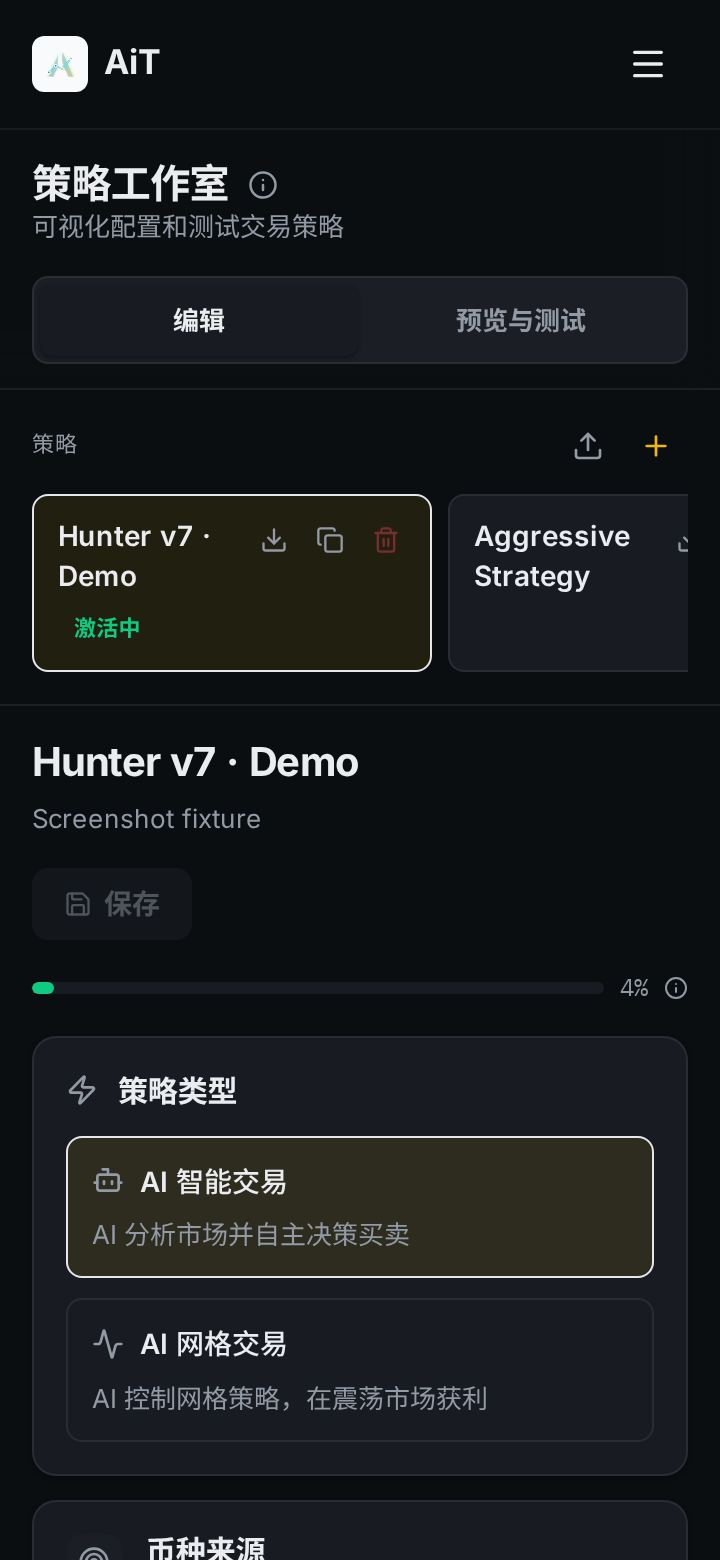 AiT
策略工作室
可视化配置和测试交易策略
编辑
预览与测试
策略
Hunter v7 ·
Demo
激活中
Aggressive
Strategy
Hunter v7 · Demo
Screenshot fixture
保存
4%
策略类型
AI 智能交易
AI 分析市场并自主决策买卖
AI 网格交易
AI 控制网格策略，在震荡市场获利
币种来源